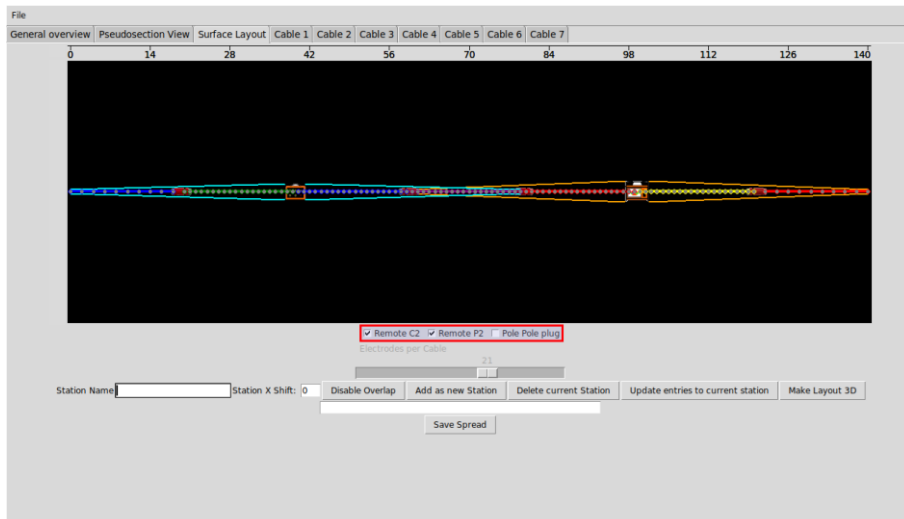 File
General overview Pseudosection View Surface Layout Cable 1 Cable 2 Cable 3 Cable 4 Cable 5 Cable 6 Cable 7
0 14 28 42 56 70 84 98 112 126 140
Remote C2 Remote P2 Pole Pole plug
Electrodes per Cable
21
Station Name Station X Shift: 0 Disable Overlap Add as new Station Delete current Station Update entries to current station Make Layout 3D
Save Spread